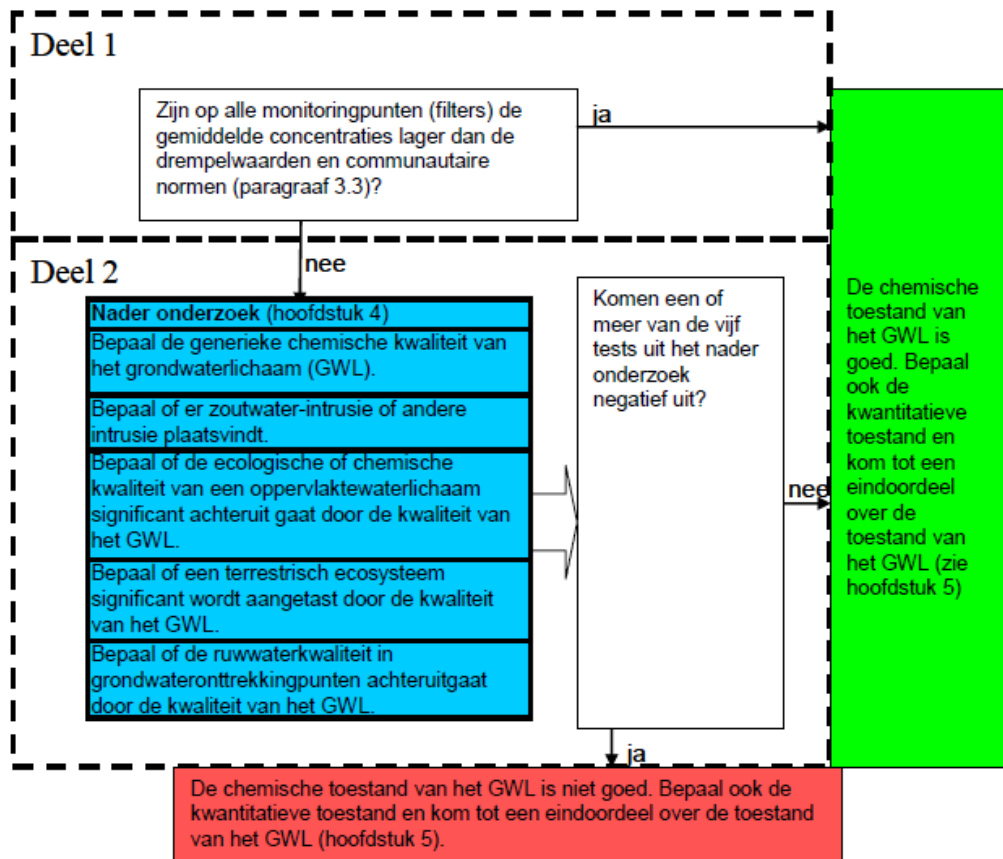 Deel 1
Zijn op alle monitoringpunten (filters) de
gemiddelde concentraties lager dan de
drempelwaarden en communautaire
normen (paragraaf 3.3)?
ja
nee
Deel 2
Nader onderzoek (hoofdstuk 4)
Bepaal de generieke chemische kwaliteit van
het grondwaterlichaam (GWL).
Bepaal of er zoutwater-intrusie of andere
intrusie plaatsvindt.
Bepaal of de ecologische of chemische
kwaliteit van een oppervlaktewaterlichaam
significant achteruit gaat door de kwaliteit van
het GWL.
Bepaal of een terrestrisch ecosysteem
significant wordt aangetast door de kwaliteit
van het GWL.
Bepaal of de ruwwaterkwaliteit in
grondwateronttrekkingpunten achteruitgaat
door de kwaliteit van het GWL.
Komen een of
meer van de vijf
tests uit het nader
onderzoek
negatief uit?
nee
ja
De chemische
toestand van
het GWL is
goed. Bepaal
ook de
kwantitatieve
toestand en
kom tot een
eindoordeel
over de
toestand van
het GWL (zie
hoofdstuk 5)
De chemische toestand van het GWL is niet goed. Bepaal ook de
kwantitatieve toestand en kom tot een eindoordeel over de toestand
van het GWL (hoofdstuk 5).